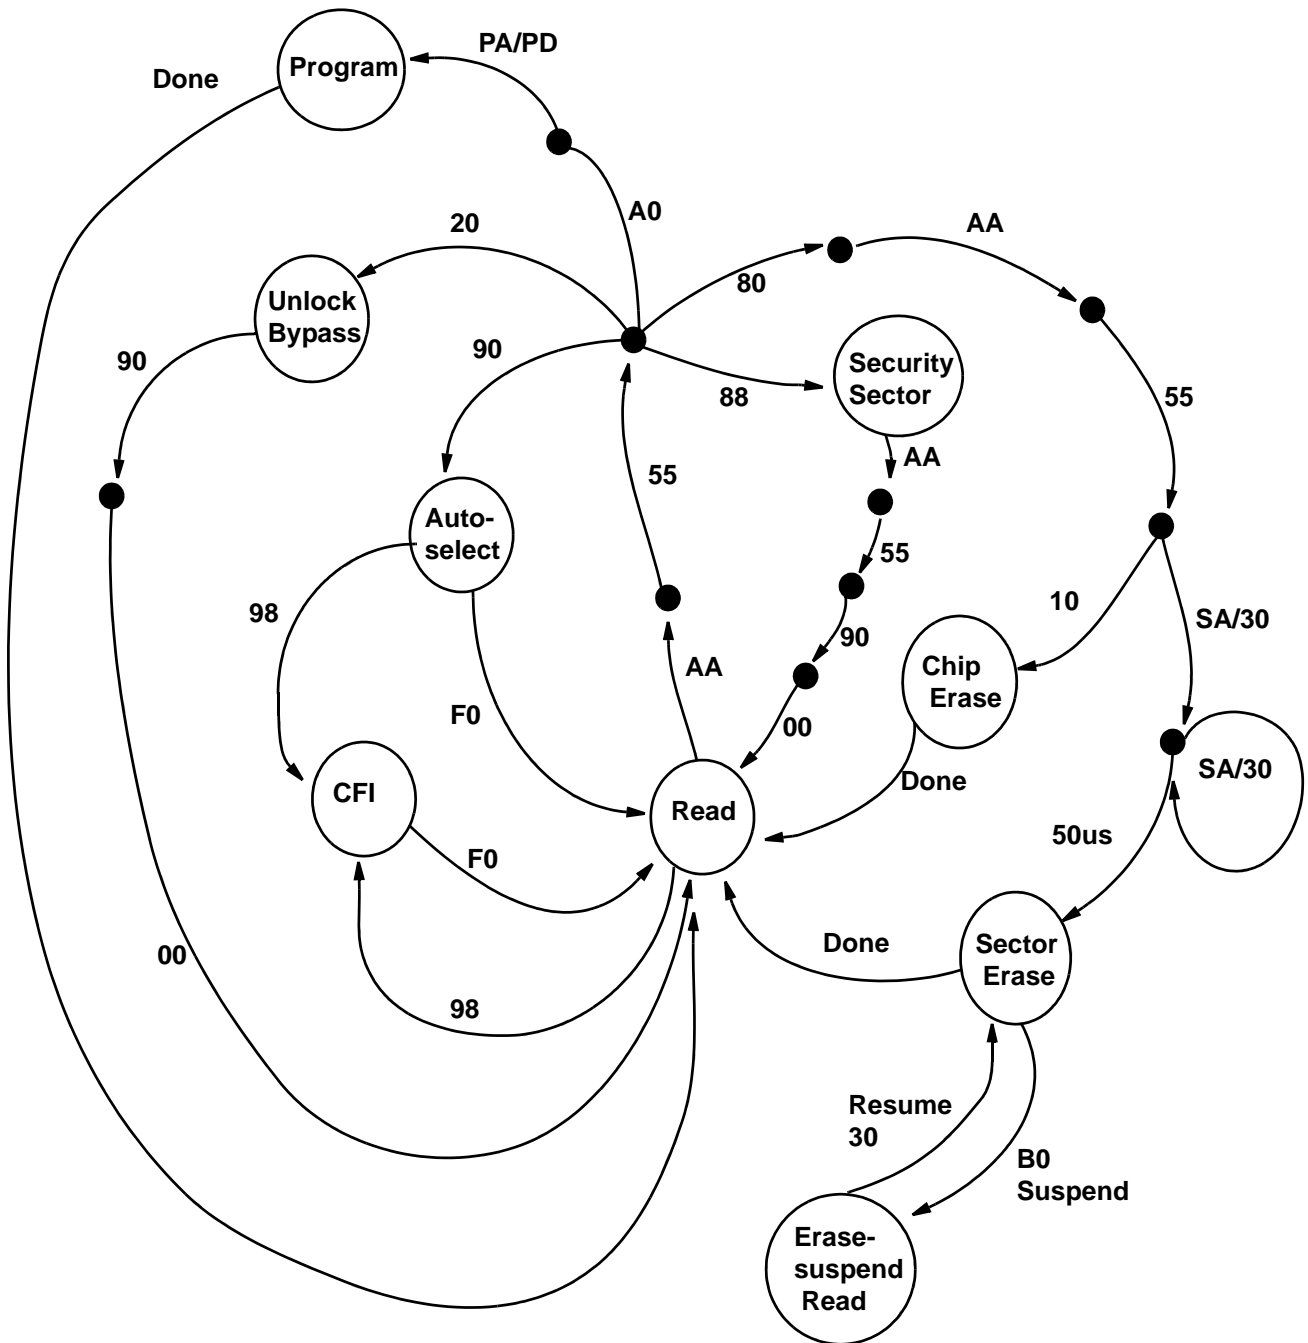 PA/PD
Program
Done
A0
20
AA
80
Unlock
Bypass
90
90
Security
Sector
88
55
AA
55
Auto-
select
55
98
10
SA/30
90
AA
Chip
Erase
F0
00
SA/30
Done
CFI
Read
50us
F0
Done
Sector
Erase
00
98
Resume
30
B0
Suspend
Erase-
suspend
Read